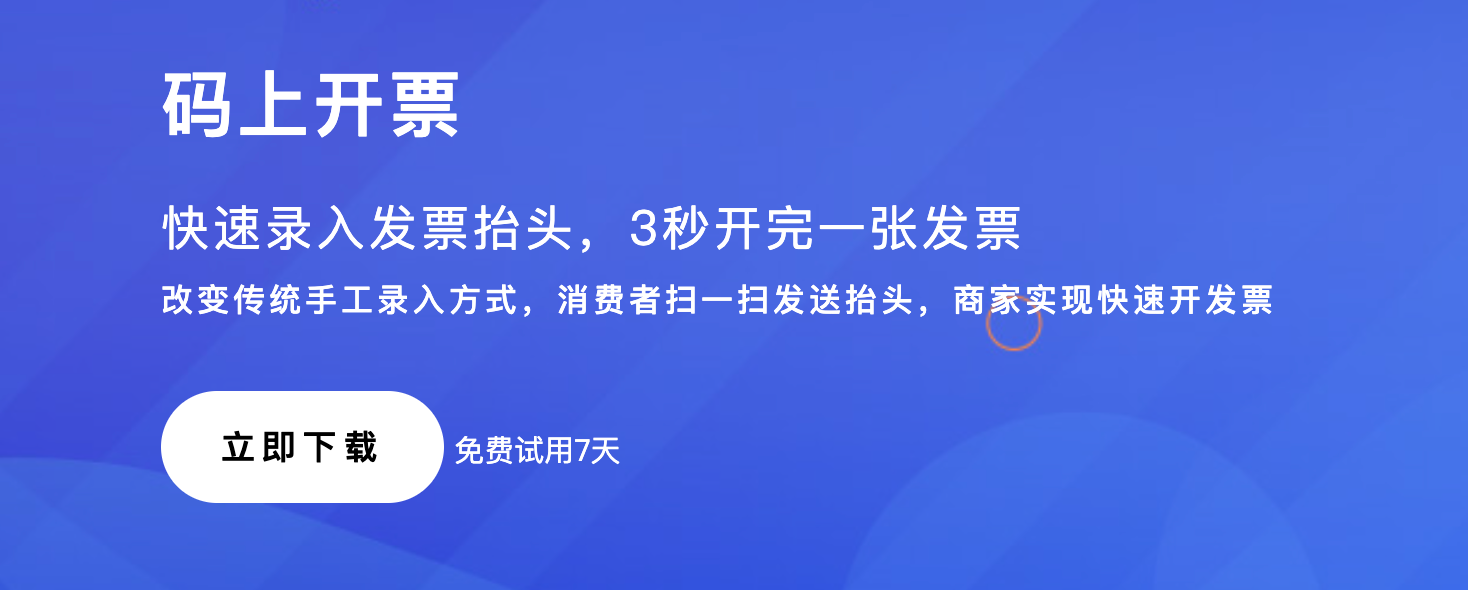 码上开票
快速录入发票抬头，3秒开完一张发票
改变传统手工录入方式，消费者扫一扫发送抬头，商家实现快速开发票
立即下载
免费试用7天